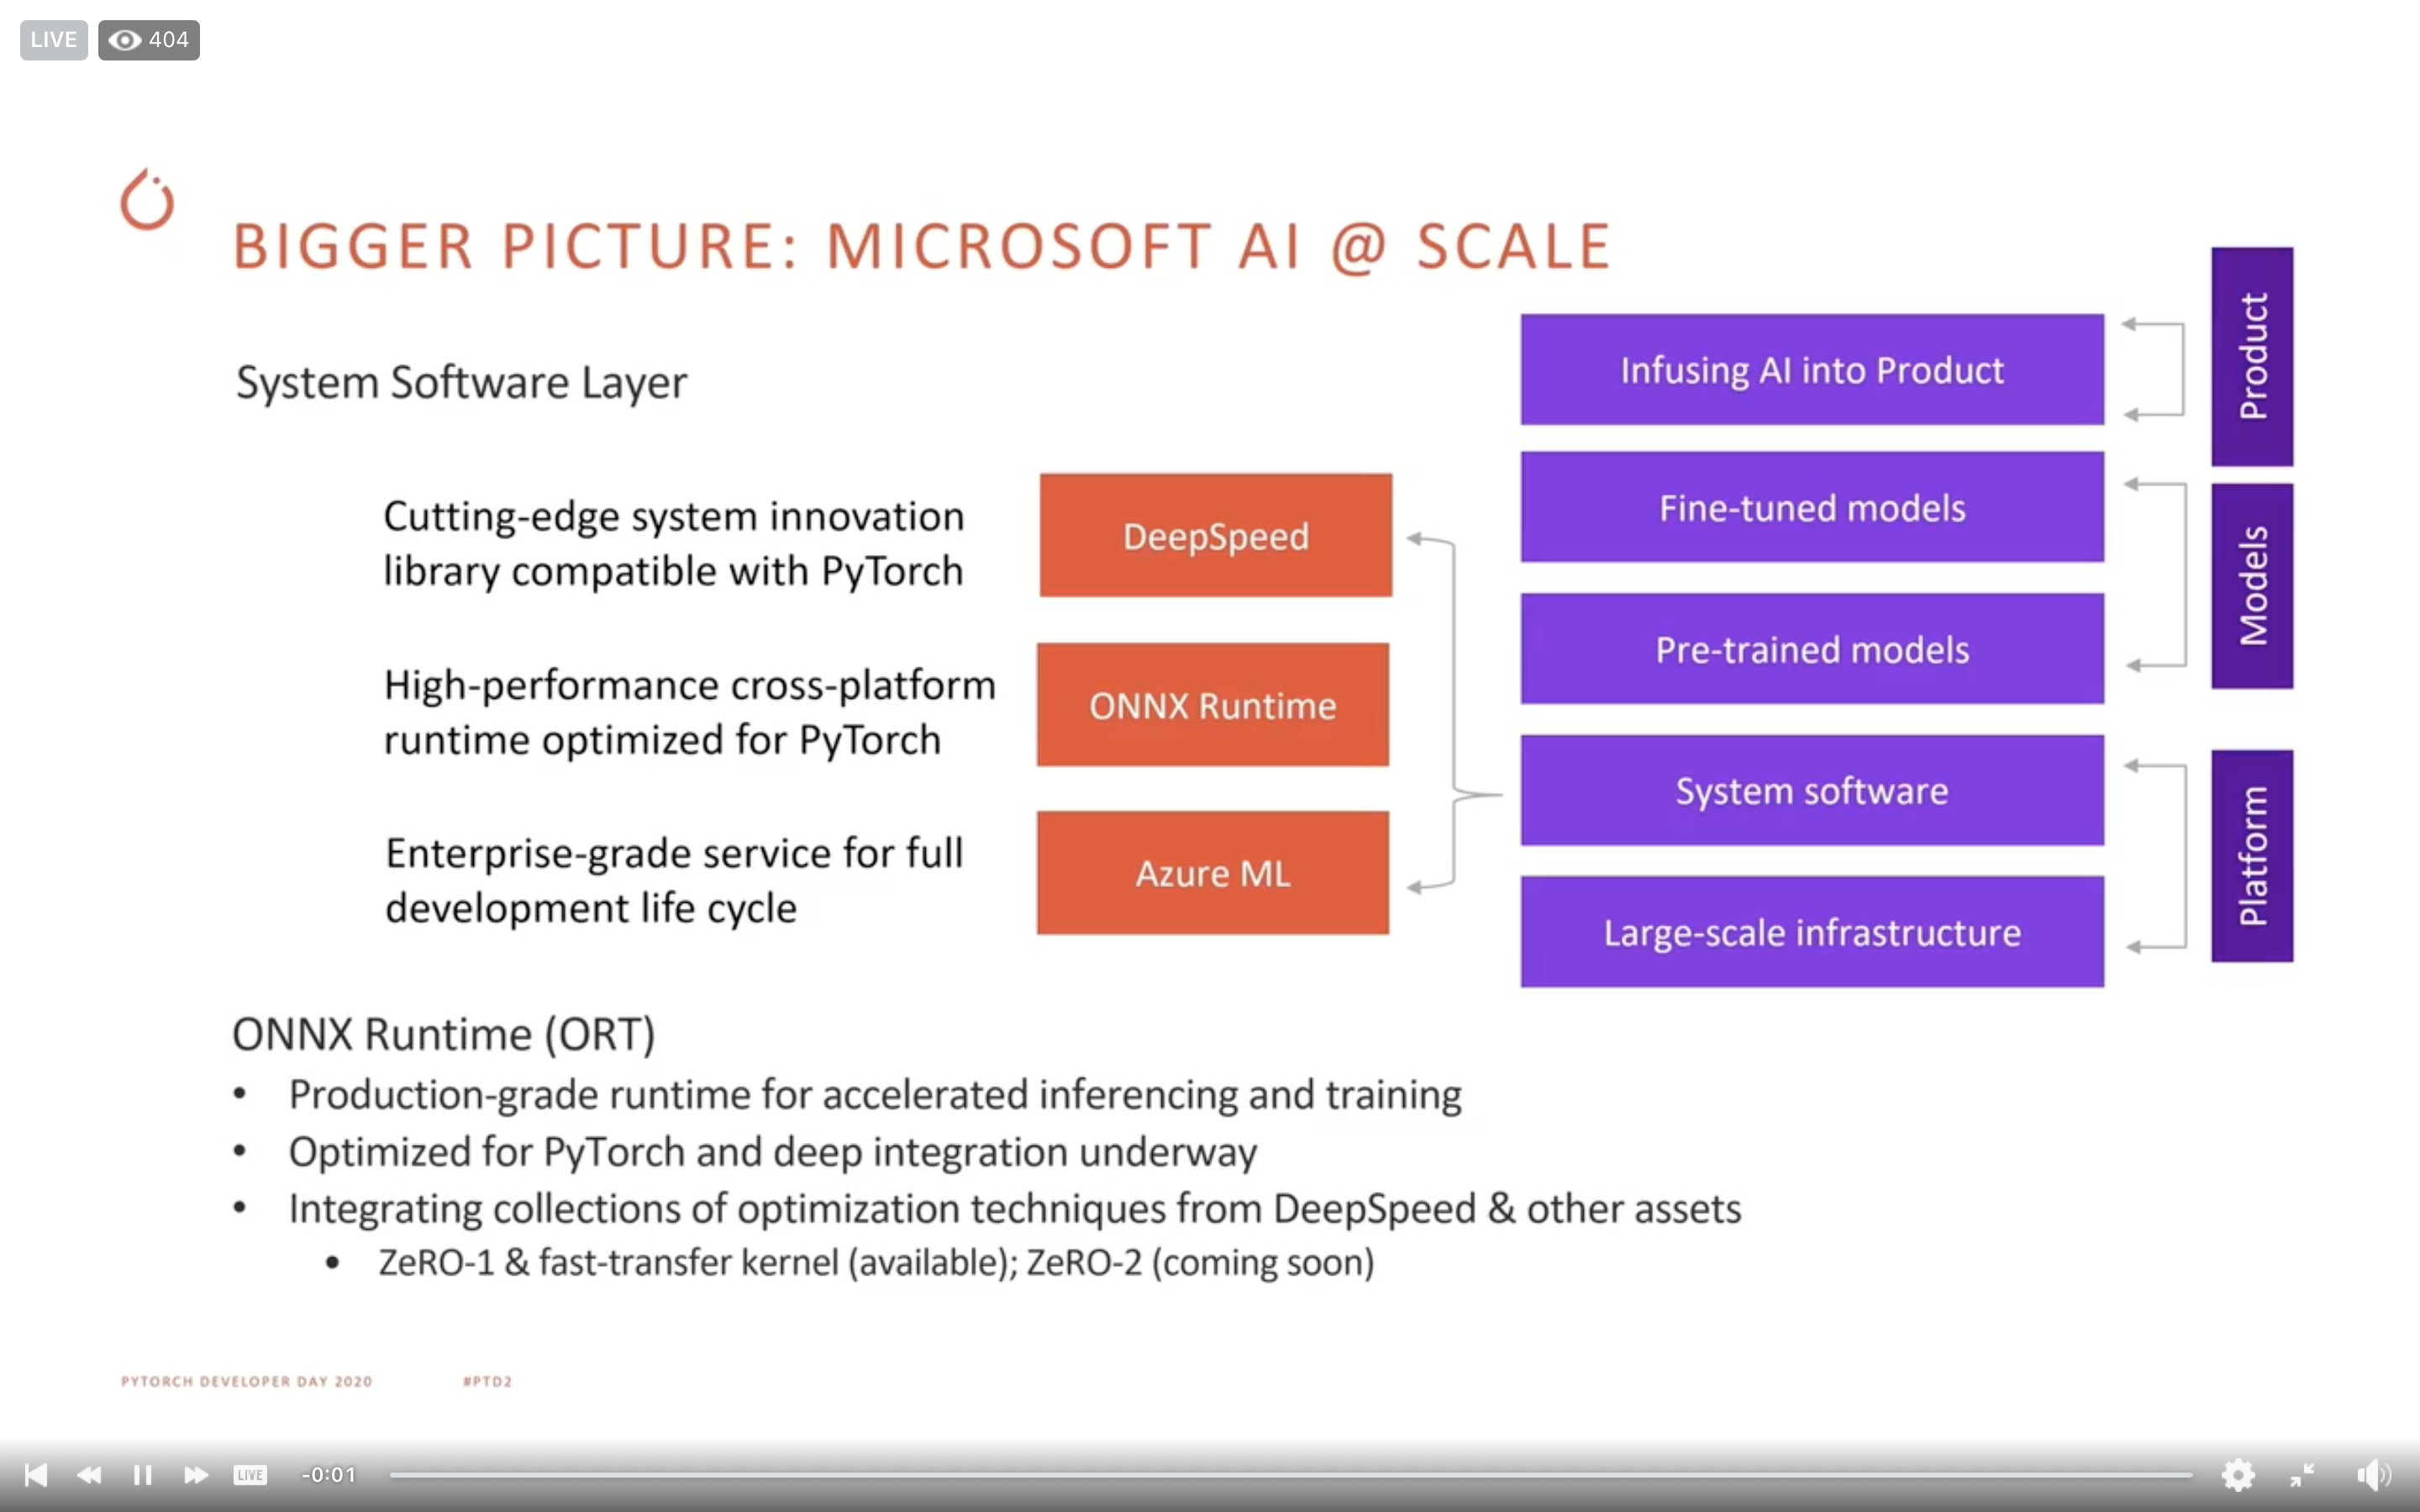 LIVE 404
BIGGER PICTURE: MICROSOFT AI @ SCALE
System Software Layer
Cutting-edge system innovation
library compatible with PyTorch
DeepSpeed
High-performance cross-platform
runtime optimized for PyTorch
ONNX Runtime
Enterprise-grade service for full
development life cycle
Azure ML
Infusing AI into Product
Fine-tuned models
Pre-trained models
System software
Large-scale infrastructure
Product
Models
Platform
ONNX Runtime (ORT)
• Production-grade runtime for accelerated inferencing and training
• Optimized for PyTorch and deep integration underway
• Integrating collections of optimization techniques from DeepSpeed & other assets
• ZeRO-1 & fast-transfer kernel (available); ZeRO-2 (coming soon)
PYTORCH DEVELOPER DAY 2020 #PTD2
LIVE -0:01